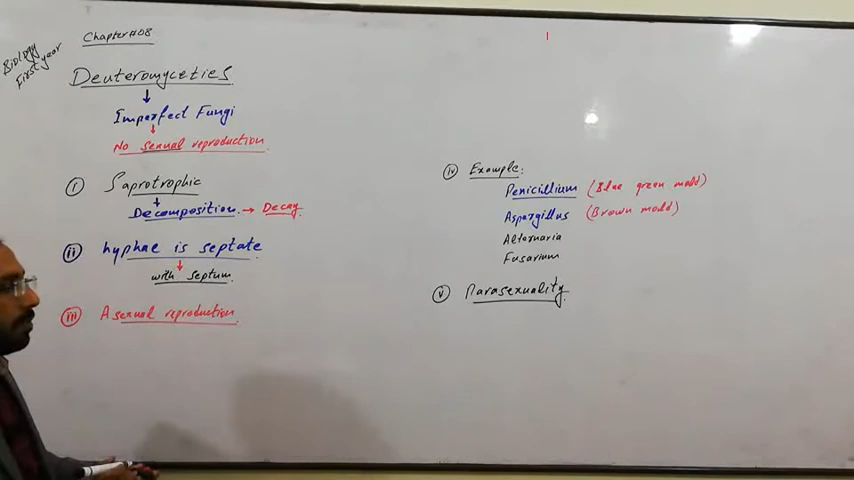 Biology
First year
Chapter#08
Deuteromyceties
Imperfect Fungi
No sexual reproduction
(i) Saprotrophic
Decomposition → Decay
(ii) hyphae is septate
with septum.
(iii) Asexual reproduction
(iv) Example:
Penicillium (Blue green mold)
Aspergillus (Brown mold)
Alternaria
Fusarium
(v) Parasexuality